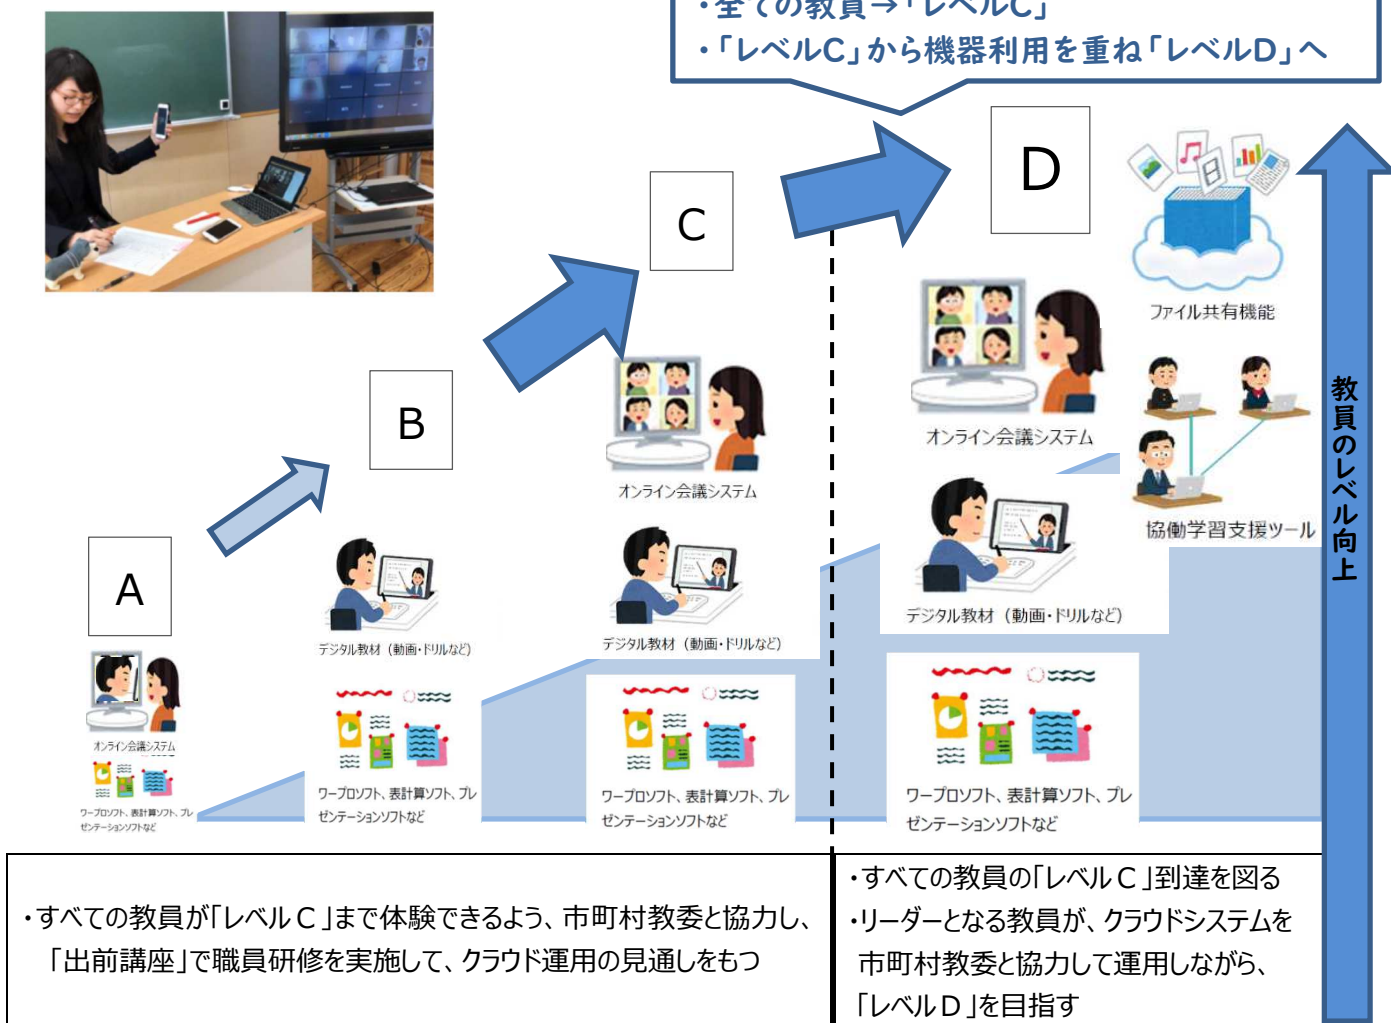 ・全ての教員→「レベルC」
・「レベルC」から機器利用を重ね「レベルD」へ
D
C
B
A
ファイル共有機能
オンライン会議システム
協働学習支援ツール
デジタル教材（動画・ドリルなど）
ワープロソフト、表計算ソフト、プレ
ゼンテーションソフトなど
オンライン会議システム
デジタル教材（動画・ドリルなど）
ワープロソフト、表計算ソフト、プレ
ゼンテーションソフトなど
デジタル教材（動画・ドリルなど）
ワープロソフト、表計算ソフト、プレ
ゼンテーションソフトなど
オンライン会議システム
ワープロソフト、表計算ソフト、プレ
ゼンテーションソフトなど
教員のレベル向上
・すべての教員が「レベルＣ」まで体験できるよう、市町村教委と協力し、
「出前講座」で職員研修を実施して、クラウド運用の見通しをもつ
・すべての教員の「レベルＣ」到達を図る
・リーダーとなる教員が、クラウドシステムを
市町村教委と協力して運用しながら、
「レベルＤ」を目指す